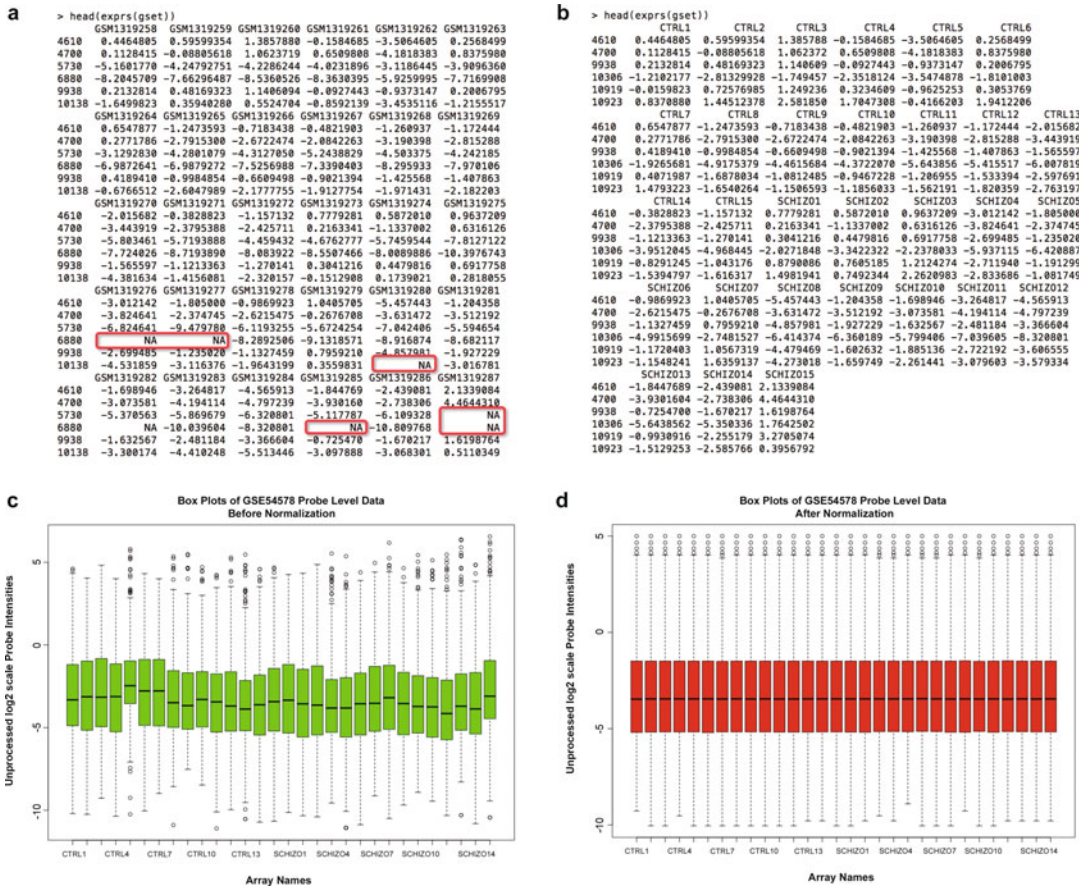 a
> head(exprs(gset))
GSM1319258 GSM1319259 GSM1319260 GSM1319261 GSM1319262 GSM1319263
4610 0.4464805 0.59599354 1.3857880 -0.1584685 -3.5064605 0.2568499
4700 0.1128415 -0.08805618 1.0623719 0.6509808 -4.1818383 0.8375980
5730 -5.1601770 -4.24792751 -4.2286244 -4.0231896 -3.1186445 -3.9096360
6880 -8.2045709 -7.66296487 -8.5360526 -8.3630395 -5.9259995 -7.7169908
9938 0.2132814 0.48169323 1.1406094 -0.0927443 -0.9373147 0.2006795
10138 -1.6499823 0.35940280 0.5524704 -0.8592139 -3.4535116 -1.2155517
GSM1319264 GSM1319265 GSM1319266 GSM1319267 GSM1319268 GSM1319269
4610 0.6547877 -1.2473593 -0.7183438 -0.4821903 -1.260937 -1.172444
4700 0.2771786 -2.7915300 -2.6722474 -2.0842263 -3.190398 -2.815288
5730 -3.1292830 -4.2801079 -4.3127050 -5.2438829 -4.503375 -4.242185
6880 -6.9872691 -6.9879272 -7.5256988 -7.3390403 -8.295933 -7.970106
9938 0.4189410 -0.9984854 -0.6609498 -0.9021394 -1.425568 -1.407863
10138 -0.6766512 -2.6047989 -2.1777755 -1.9127754 -1.971431 -2.182203
GSM1319270 GSM1319271 GSM1319272 GSM1319273 GSM1319274 GSM1319275
4610 -2.015682 -0.3828823 -1.157132 0.7779281 0.5872010 0.9637209
4700 -3.443919 -2.3795388 -2.425711 0.2163341 -1.1337002 0.6316126
5730 -5.803461 -5.7193888 -4.459432 -4.6762777 -5.7459544 -7.8127122
6880 -7.724026 -8.7193890 -8.083922 -8.5507466 -8.0089886 -10.3976743
9938 -1.565597 -1.1213363 -1.270141 0.3041216 0.4479816 0.6917758
10138 -4.381634 -1.4156081 -2.320157 -0.1512908 0.1739021 0.2818055
GSM1319276 GSM1319277 GSM1319278 GSM1319279 GSM1319280 GSM1319281
4610 -3.012142 -1.805000 -0.9869923 1.0405705 -5.457443 -1.204358
4700 -3.824641 -2.374745 -2.6215475 -0.2676708 -3.631472 -3.512192
5730 -6.824641 -9.479780 -6.1193255 -5.6724254 -7.042406 -5.594654
6880 NA NA -8.2892506 -9.1318571 -8.916874 -8.682117
9938 -2.699485 -1.235020 -1.1327459 0.7959210 -4.857981 -1.927229
10138 -4.531859 -3.116376 -1.9643199 0.3559831 NA -3.016781
GSM1319282 GSM1319283 GSM1319284 GSM1319285 GSM1319286 GSM1319287
4610 -1.698946 -3.264817 -4.565913 -1.844769 -2.439081 2.1339084
4700 -3.073581 -4.194114 -4.797239 -3.930160 -2.738306 4.4644310
5730 -5.370563 -5.869679 -6.320801 -5.117787 -6.109328 NA
6880 NA -10.039604 -8.320801 NA -10.809768 NA
9938 -1.632567 -2.481184 -3.366604 -0.725470 -1.670217 1.6198764
10138 -3.300174 -4.410248 -5.513446 -3.097888 -3.068301 0.5110349
b
> head(exprs(gset))
CTRL1 CTRL2 CTRL3 CTRL4 CTRL5 CTRL6
4610 0.4464805 0.59599354 1.385788 -0.1584685 -3.5064605 0.2568499
4700 0.1128415 -0.08805618 1.062372 0.6509808 -4.1818383 0.8375980
9938 0.2132814 0.48169323 1.140609 -0.0927443 -0.9373147 0.2006795
10306 -1.2102177 -2.81329928 -1.749457 -2.3518124 -3.5474878 -1.8101003
10919 -0.0159823 0.72576985 1.249236 0.3234609 -0.9625253 0.3053769
10923 0.8370880 1.44512378 2.581850 1.7047308 -0.4166203 1.9412206
CTRL7 CTRL8 CTRL9 CTRL10 CTRL11 CTRL12 CTRL13
4610 0.6547877 -1.2473593 -0.7183438 -0.4821903 -1.260937 -1.172444 -2.015682
4700 0.2771786 -2.7915300 -2.6722474 -2.0842263 -3.190398 -2.815288 -3.443919
9938 0.4189410 -0.9984854 -0.6609498 -0.9021394 -1.425568 -1.407863 -1.565597
10306 -1.9265681 -4.9175379 -4.4615684 -4.3722070 -5.643856 -5.415517 -6.007819
10919 0.4071987 -1.6878034 -1.0812485 -0.9467228 -1.206955 -1.533394 -2.597691
10923 1.4793223 -1.6540264 -1.1506593 -1.1856033 -1.562191 -1.820359 -2.763197
CTRL14 CTRL15 SCHIZO1 SCHIZO2 SCHIZO3 SCHIZO4 SCHIZO5
4610 -0.3828823 -1.157132 0.7779281 0.5872010 0.9637209 -3.012142 -1.805000
4700 -2.3795388 -2.425711 0.2163341 -1.1337002 0.6316126 -3.824641 -2.374745
9938 -1.1213363 -1.270141 0.3041216 0.4479816 0.6917758 -2.699485 -1.235020
10306 -3.9512045 -4.968445 -2.0271848 -3.3422322 -2.2378033 -5.937115 -6.420887
10919 -0.8291245 -1.043176 0.8790086 0.7605185 1.2124274 -2.711940 -1.191299
10923 -1.5394797 -1.616317 1.4981941 0.7492344 2.2620983 -2.833686 -1.081749
SCHIZO6 SCHIZO7 SCHIZO8 SCHIZO9 SCHIZO10 SCHIZO11 SCHIZO12
4610 -0.9869923 1.0405705 -5.457443 -1.204358 -1.698946 -3.264817 -4.565913
4700 -2.6215475 -0.2676708 -3.631472 -3.512192 -3.073581 -4.194114 -4.797239
9938 -1.1327459 0.7959210 -4.857981 -1.927229 -1.632567 -2.481184 -3.366604
10306 -4.9915699 -2.7481527 -6.414374 -6.360189 -5.799406 -7.039605 -8.320801
10919 -1.1720403 1.0567319 -4.479469 -1.602632 -1.885136 -2.722192 -3.606555
10923 -1.1548241 1.6359137 -4.273018 -1.659749 -2.261441 -3.079603 -3.579334
SCHIZO13 SCHIZO14 SCHIZO15
4610 -1.8447689 -2.439081 2.1339084
4700 -3.9301604 -2.738306 4.4644310
9938 -0.7254700 -1.670217 1.6198764
10306 -5.6438562 -5.350336 1.7642502
10919 -0.9930916 -2.255179 3.2705074
10923 -1.5129253 -2.585766 0.3956792
c
Box Plots of GSE54578 Probe Level Data
Before Normalization
Unprocessed log2 scale Probe Intensities
5
0
-5
-10
CTRL1 CTRL4 CTRL7 CTRL10 CTRL13 SCHIZO1 SCHIZO4 SCHIZO7 SCHIZO10 SCHIZO14
Array Names
d
Box Plots of GSE54578 Probe Level Data
After Normalization
Unprocessed log2 scale Probe Intensities
5
0
-5
-10
CTRL1 CTRL4 CTRL7 CTRL10 CTRL13 SCHIZO1 SCHIZO4 SCHIZO7 SCHIZO10 SCHIZO14
Array Names